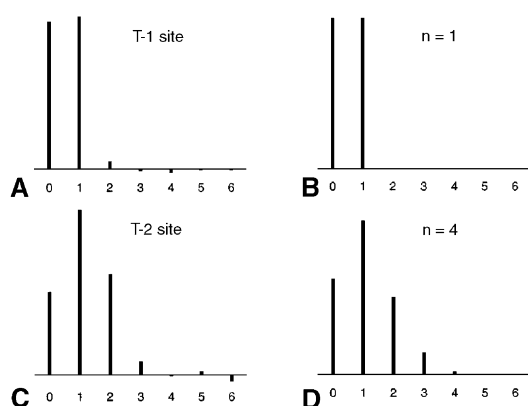 T-1 site
n = 1
A 0 1 2 3 4 5 6
B 0 1 2 3 4 5 6
T-2 site
n = 4
C 0 1 2 3 4 5 6
D 0 1 2 3 4 5 6